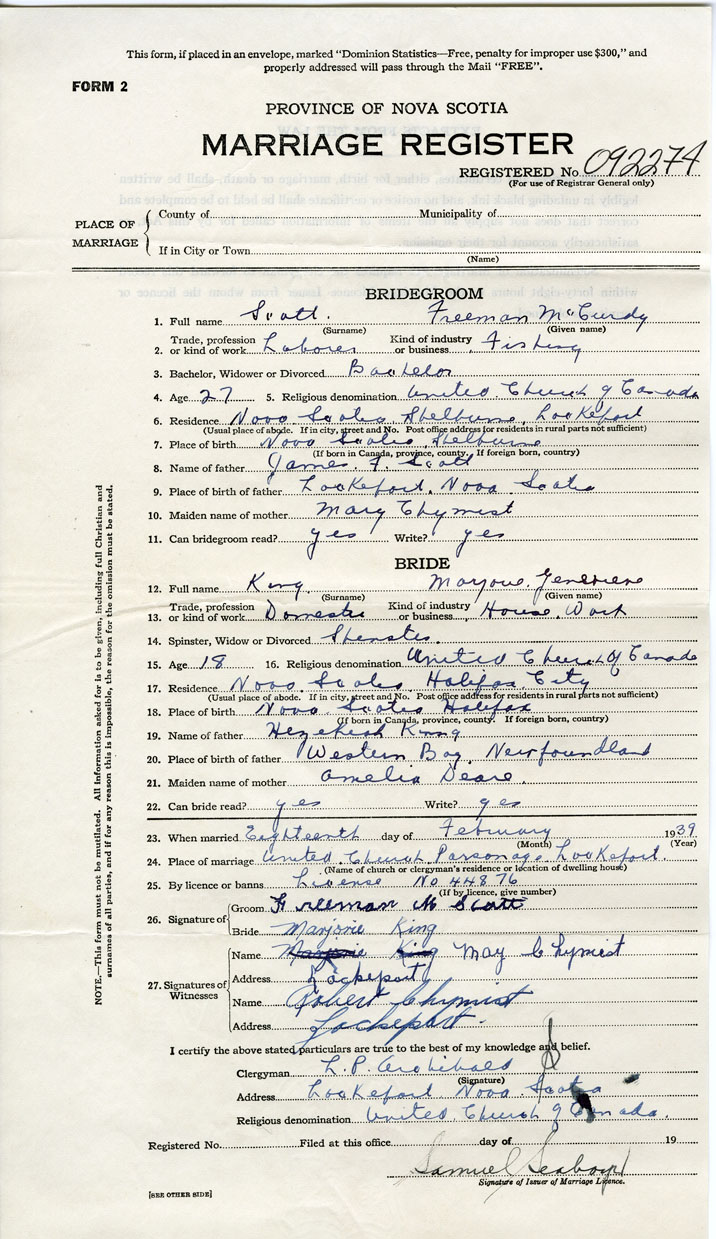 This form, if placed in an envelope, marked "Dominion Statistics—Free, penalty for improper use $300," and
properly addressed will pass through the Mail "FREE".
FORM 2
PROVINCE OF NOVA SCOTIA
MARRIAGE REGISTER
REGISTERED No. 092274
(For use of Registrar General only)
PLACE OF MARRIAGE
County of Municipality of
If in City or Town
(Name)
BRIDEGROOM
1. Full name Scott. Freeman McCurdy
(Surname) (Given name)
2. Trade, profession or kind of work Laborer Kind of industry or business Fishing
3. Bachelor, Widower or Divorced Bachelor
4. Age 27 5. Religious denomination United Church of Canada
6. Residence Nova Scotia Shelburne, Lockeport
(Usual place of abode. If in city, street and No. Post office address for residents in rural parts not sufficient)
7. Place of birth Nova Scotia Shelburne
(If born in Canada, province, county. If foreign born, country)
8. Name of father James. F. Scott
9. Place of birth of father Lockeport. Nova Scotia
10. Maiden name of mother Mary Chymist
11. Can bridegroom read? yes Write? yes
BRIDE
12. Full name King. Genevieve
(Surname) (Given name)
13. Trade, profession or kind of work Domestic Kind of industry or business House Work
14. Spinster, Widow or Divorced
15. Age 18 16. Religious denomination United Church of Canada
17. Residence Nova Scotia Halifax City
(Usual place of abode. If in city, street and No. Post office address for residents in rural parts not sufficient)
18. Place of birth Nova Scotia Halifax
(If born in Canada, province, county. If foreign born, country)
19. Name of father Hezekiah King
20. Place of birth of father Western Bay, Newfoundland
21. Maiden name of mother Amelia
22. Can bride read? yes Write? yes
23. When married Eighteenth day of February 1939
(Month) (Year)
24. Place of marriage United Church Parsonage Lockeport.
(Name of church or clergyman's residence or location of dwelling house)
25. By licence or banns License No 44876
(If by licence, give number)
26. Signature of
Groom Freeman M Scott
Bride Marjorie King
27. Signatures of Witnesses
Name Marjorie King May Chymist
Address Lockeport
Name Robert Chymist
Address Lockeport.
I certify the above stated particulars are true to the best of my knowledge and belief.
Clergyman L. P. Archibald
(Signature)
Address Lockeport Nova Scotia
Religious denomination United Church of Canada.
Registered No. Filed at this office day of 19
Samuel
Signature of Issuer of Marriage Licence.
[SEE OTHER SIDE]
NOTE.—This form must not be mutilated. All information asked for is to be given, including full Christian and
surnames of all parties, and if for any reason this is impossible, the reason for the omission must be stated.